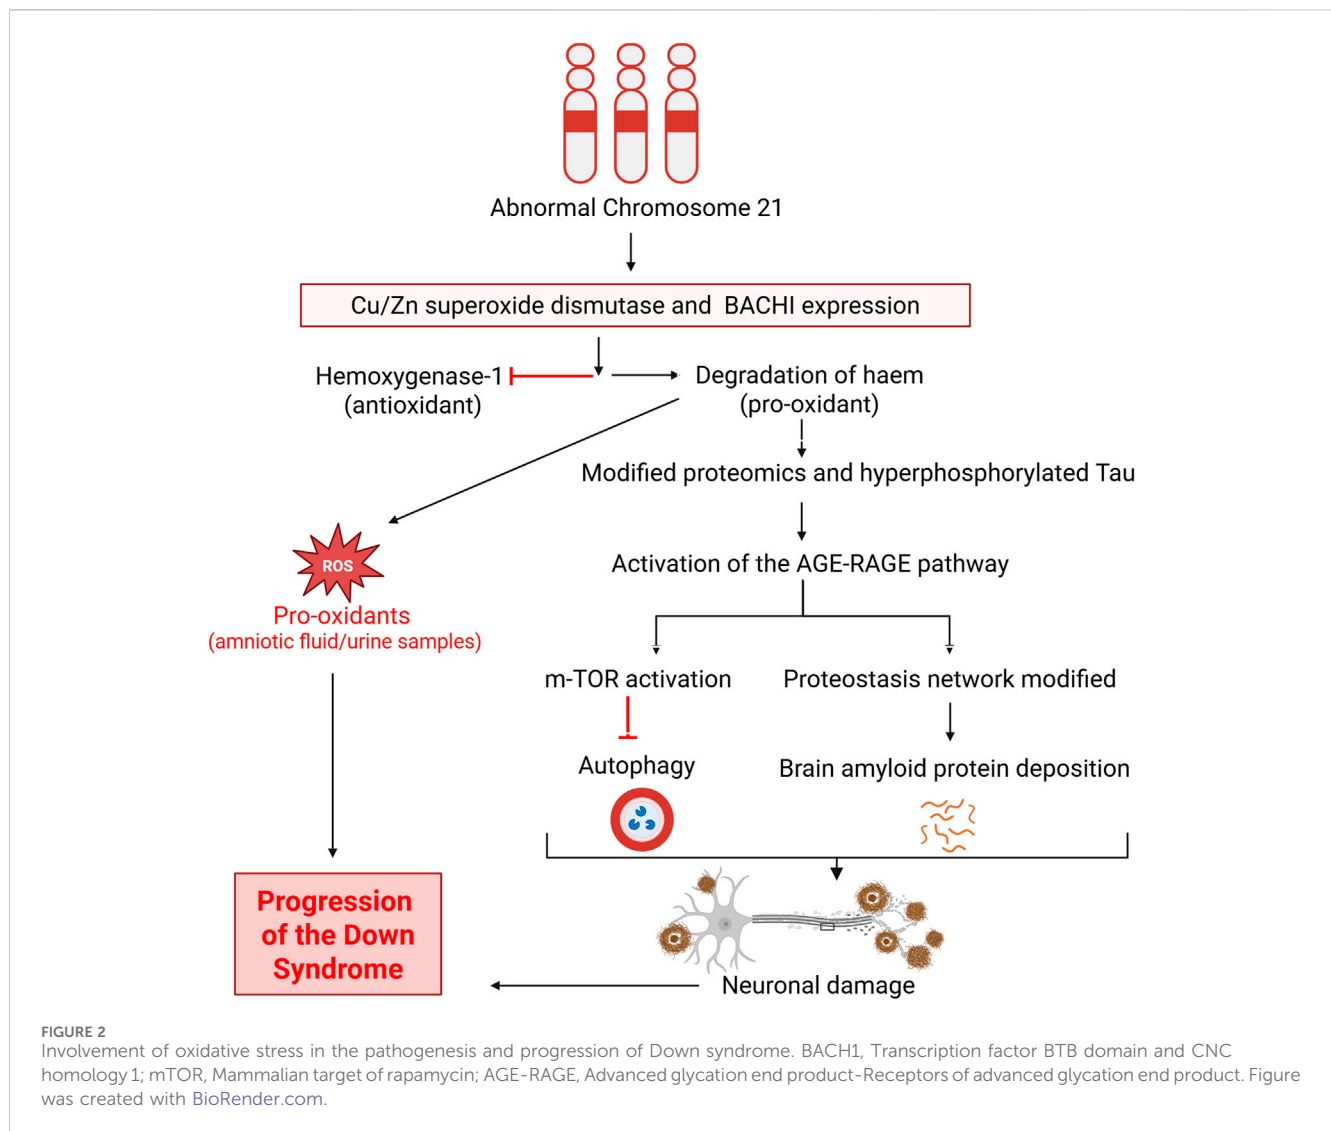 Abnormal Chromosome 21
Cu/Zn superoxide dismutase and BACHI expression
Hemoxygenase-1
(antioxidant)
Degradation of haem
(pro-oxidant)
Modified proteomics and hyperphosphorylated Tau
ROS
Pro-oxidants
(amniotic fluid/urine samples)
Activation of the AGE-RAGE pathway
m-TOR activation
Proteostasis network modified
Autophagy
Brain amyloid protein deposition
Progression
of the Down
Syndrome
Neuronal damage
FIGURE 2
Involvement of oxidative stress in the pathogenesis and progression of Down syndrome. BACH1, Transcription factor BTB domain and CNC
homology 1; mTOR, Mammalian target of rapamycin; AGE-RAGE, Advanced glycation end product-Receptors of advanced glycation end product. Figure
was created with BioRender.com.